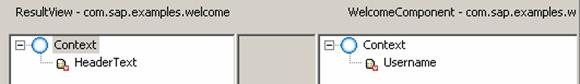 ResultView - com.sap.examples.welcome
Context
HeaderText
WelcomeComponent - com.sap.examples.w
Context
Username